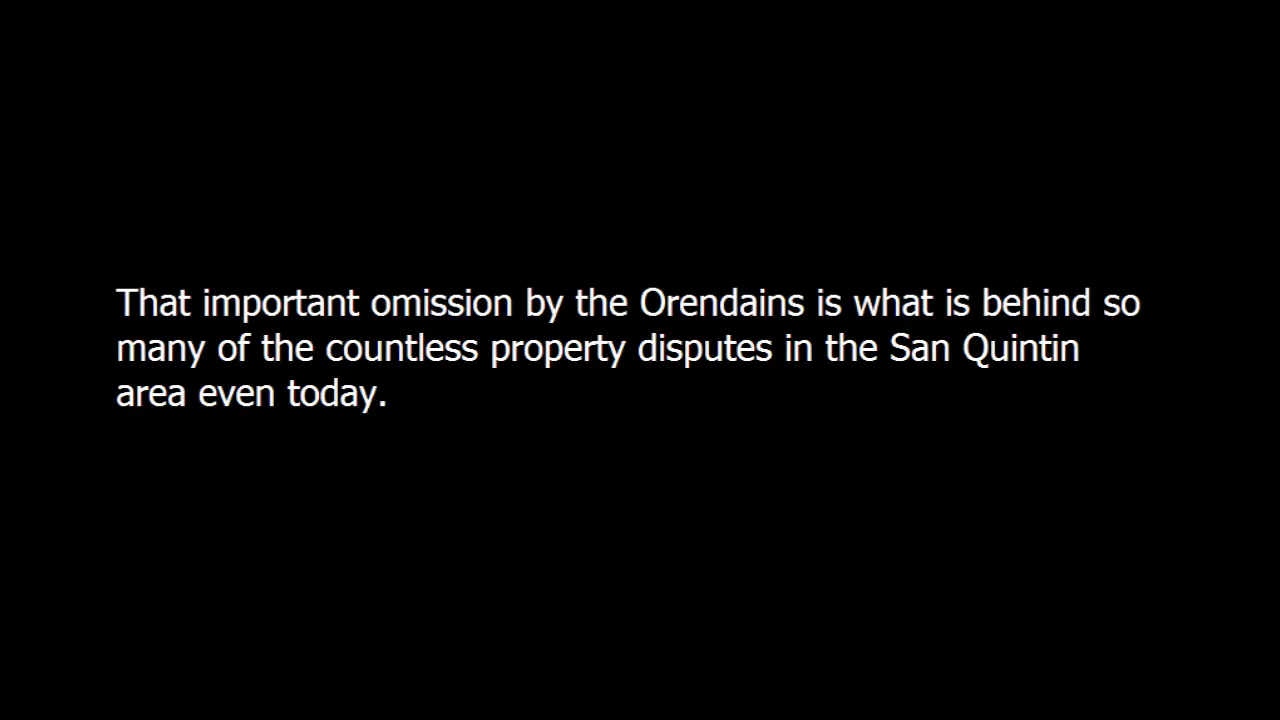 That important omission by the Orendains is what is behind so
many of the countless property disputes in the San Quintin
area even today.